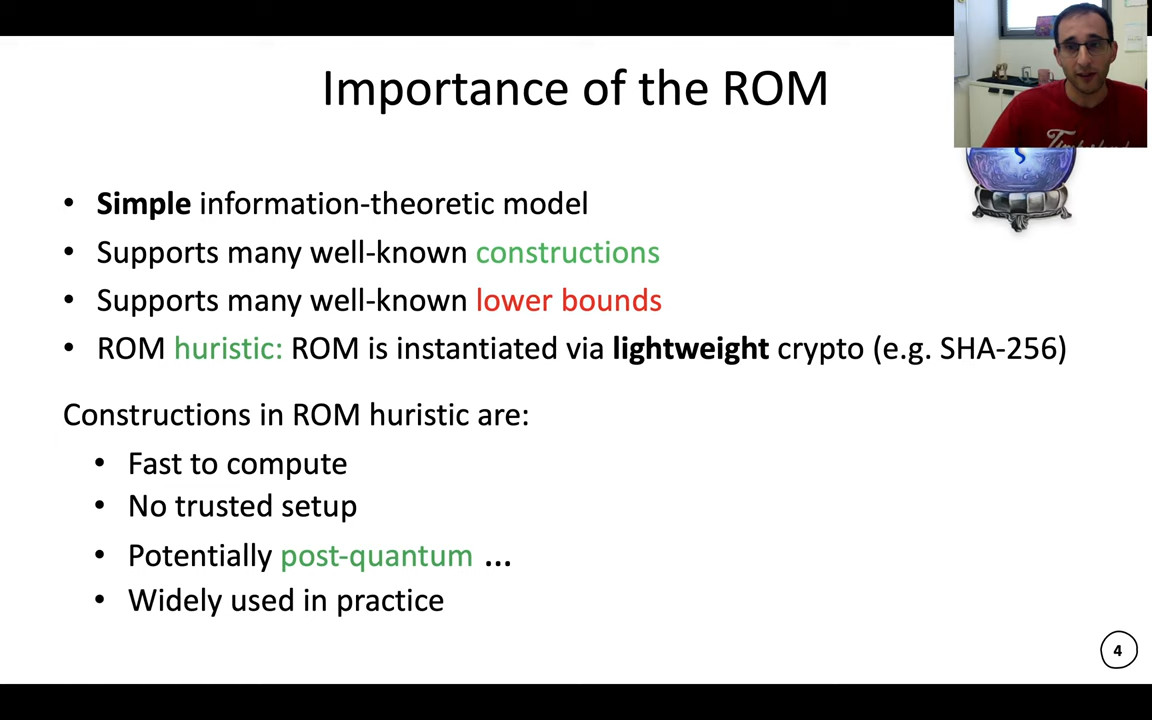 Importance of the ROM
• Simple information-theoretic model
• Supports many well-known constructions
• Supports many well-known lower bounds
• ROM huristic: ROM is instantiated via lightweight crypto (e.g. SHA-256)
Constructions in ROM huristic are:
• Fast to compute
• No trusted setup
• Potentially post-quantum ...
• Widely used in practice
4